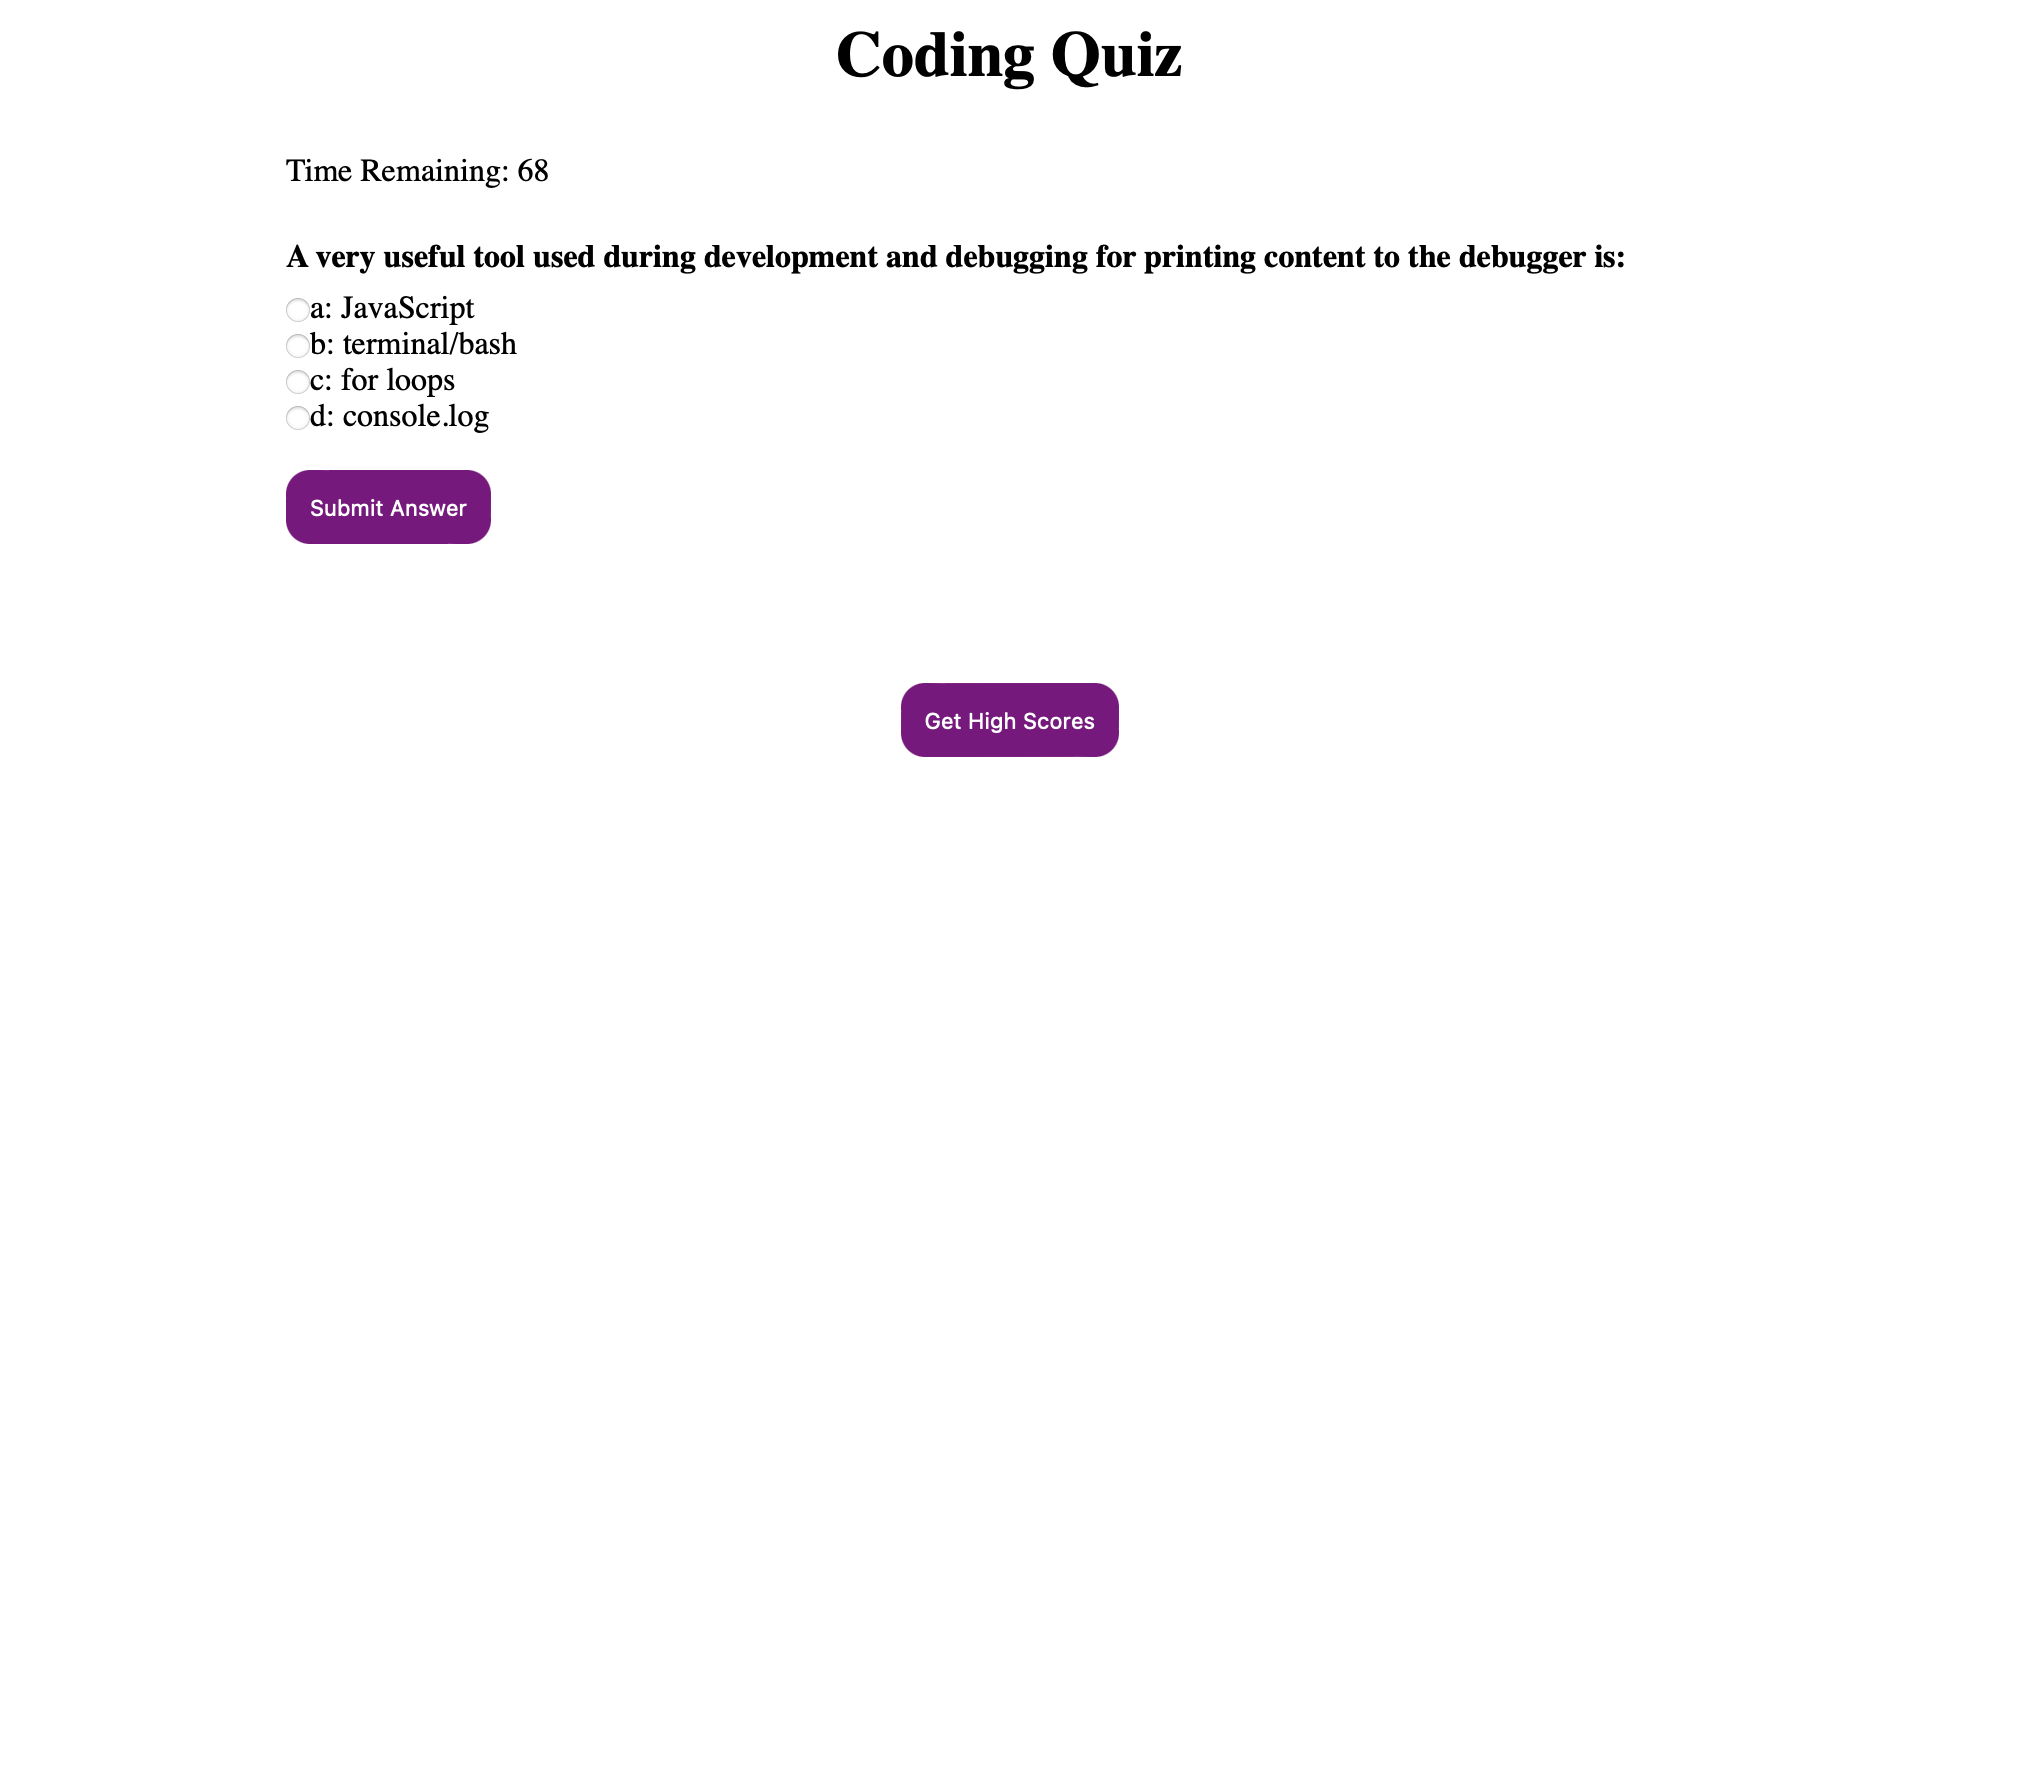 Coding Quiz
Time Remaining: 68
A very useful tool used during development and debugging for printing content to the debugger is:
a: JavaScript
b: terminal/bash
c: for loops
d: console.log
Submit Answer
Get High Scores